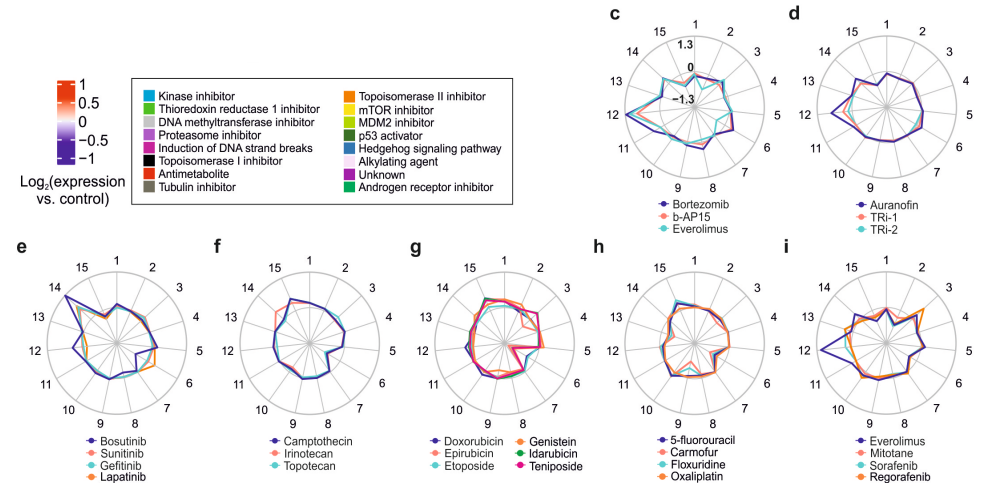 c
d
1
2
3
4
5
6
7
8
9
10
11
12
13
14
15
1.3
0
−1.3
Bortezomib
b-AP15
Everolimus
1
2
3
4
5
6
7
8
9
10
11
12
13
14
15
Auranofin
TRi-1
TRi-2
1
0.5
0
−0.5
−1
Log2(expression
vs. control)
Kinase inhibitor
Thioredoxin reductase 1 inhibitor
DNA methyltransferase inhibitor
Proteasome inhibitor
Induction of DNA strand breaks
Topoisomerase I inhibitor
Antimetabolite
Tubulin inhibitor
Topoisomerase II inhibitor
mTOR inhibitor
MDM2 inhibitor
p53 activator
Hedgehog signaling pathway
Alkylating agent
Unknown
Androgen receptor inhibitor
e
1
2
3
4
5
6
7
8
9
10
11
12
13
14
15
Bosutinib
Sunitinib
Gefitinib
Lapatinib
f
1
2
3
4
5
6
7
8
9
10
11
12
13
14
15
Camptothecin
Irinotecan
Topotecan
g
1
2
3
4
5
6
7
8
9
10
11
12
13
14
15
Doxorubicin
Epirubicin
Etoposide
Genistein
Idarubicin
Teniposide
h
1
2
3
4
5
6
7
8
9
10
11
12
13
14
15
5-fluorouracil
Carmofur
Floxuridine
Oxaliplatin
i
1
2
3
4
5
6
7
8
9
10
11
12
13
14
15
Everolimus
Mitotane
Sorafenib
Regorafenib